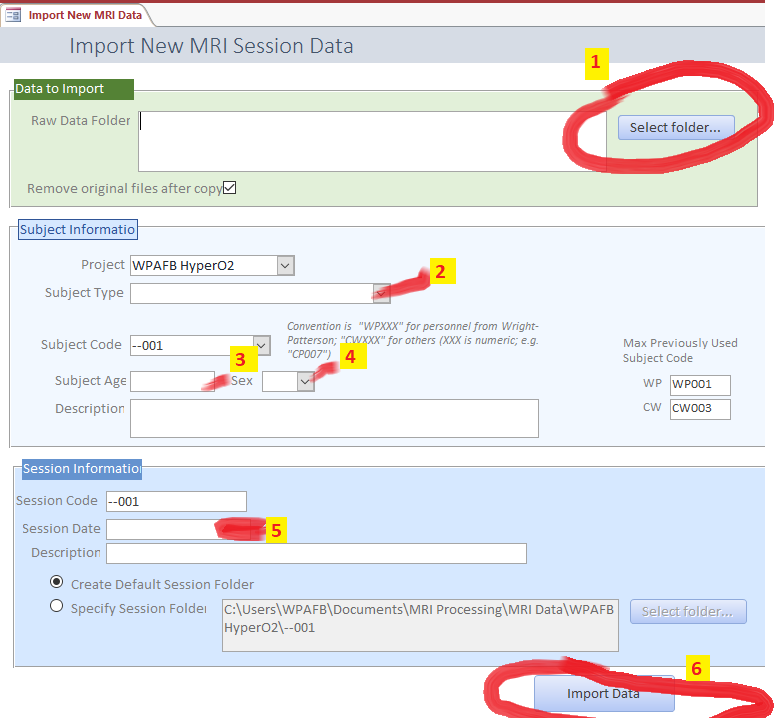 Import New MRI Data
Import New MRI Session Data
1
Data to Import
Raw Data Folder
Select folder...
Remove original files after copy
Subject Informatio
Project WPAFB HyperO2
2
Subject Type
Convention is "WPXXX" for personnel from Wright-
Patterson; "CWXXX" for others (XXX is numeric; e.g.
"CP007")
Subject Code --001
3
4
Max Previously Used
Subject Code
Subject Age
Sex
WP WP001
CW CW003
Description
Session Information
Session Code --001
Session Date
5
Description
Create Default Session Folder
Specify Session Folder
C:\Users\WPAFB\Documents\MRI Processing\MRI Data\WPAFB
HyperO2\--001
Select folder...
6
Import Data